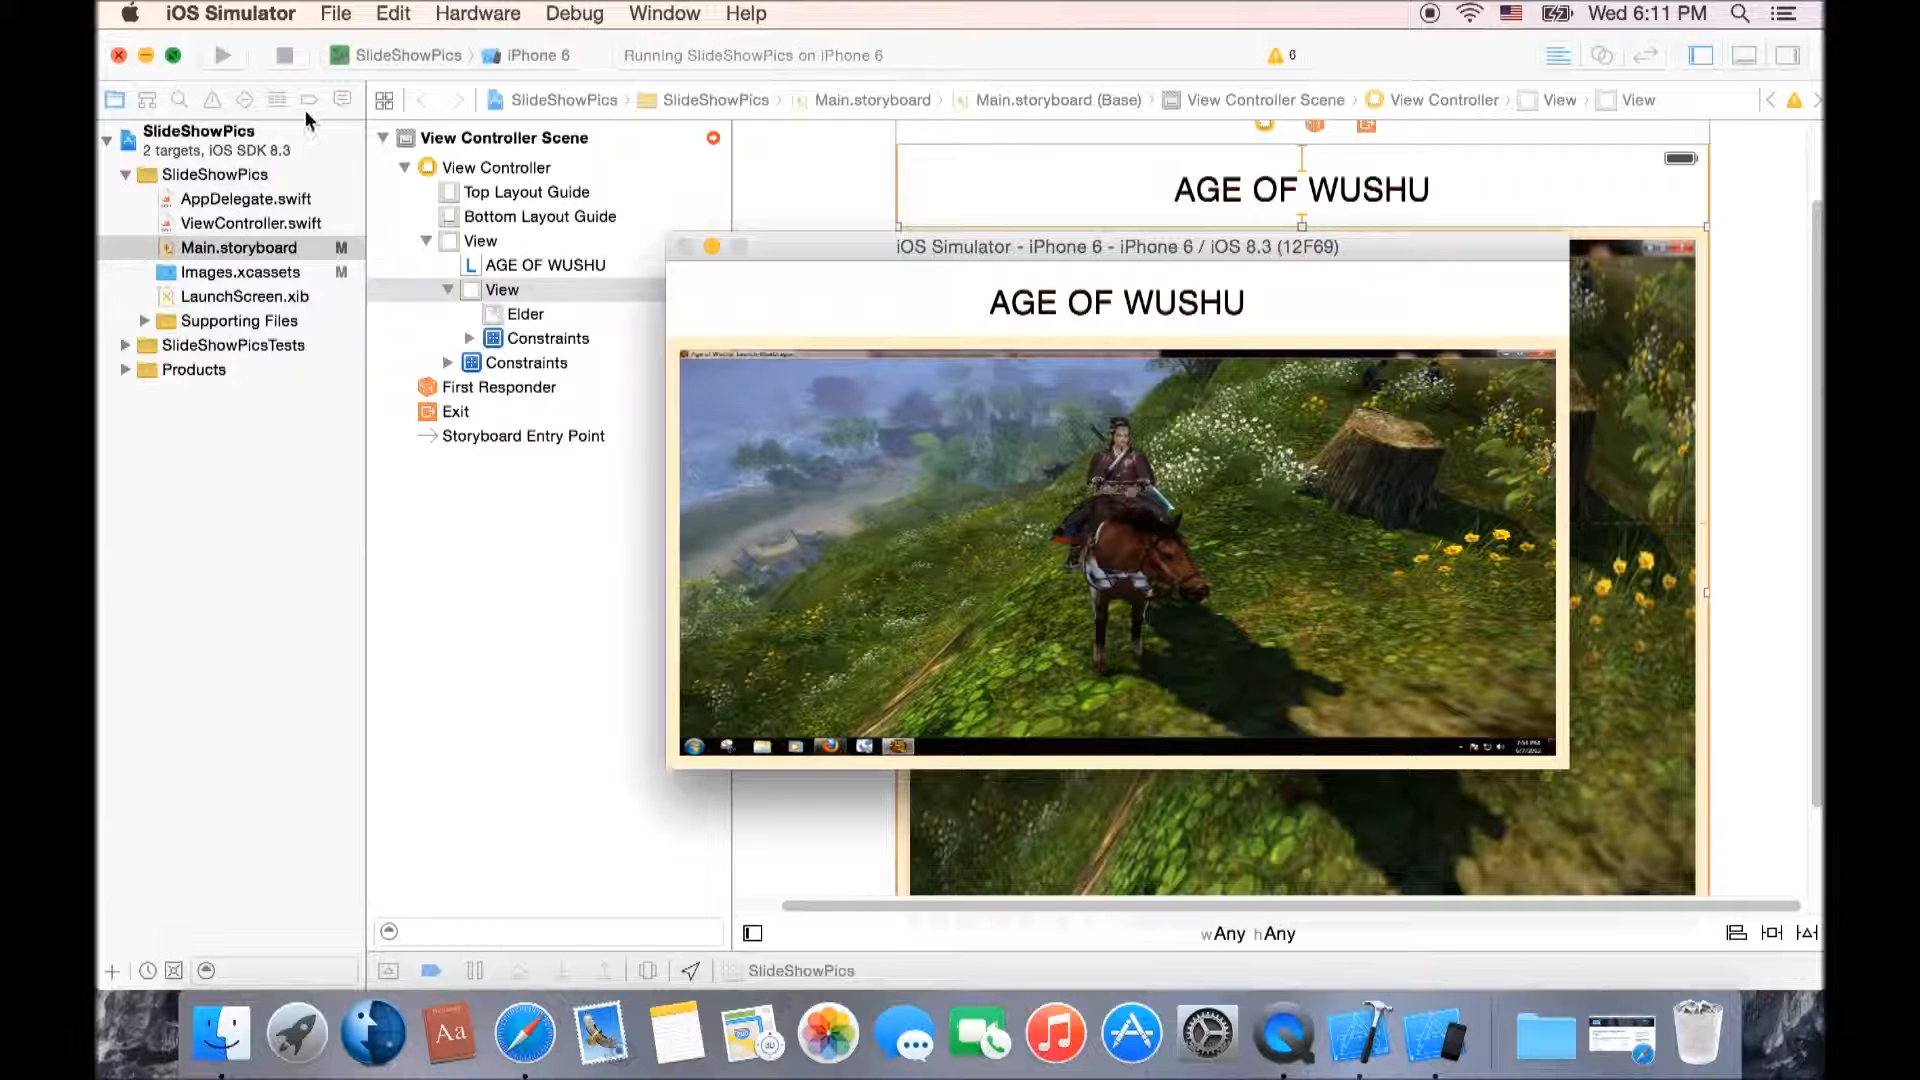 iOS Simulator File Edit Hardware Debug Window Help Wed 6:11 PM
SlideShowPics iPhone 6 Running SlideShowPics on iPhone 6 6
SlideShowPics SlideShowPics Main.storyboard Main.storyboard (Base) View Controller Scene View Controller View View
SlideShowPics
2 targets, iOS SDK 8.3
SlideShowPics
AppDelegate.swift
ViewController.swift
Main.storyboard M
Images.xcassets M
LaunchScreen.xib
Supporting Files
SlideShowPicsTests
Products
View Controller Scene
View Controller
Top Layout Guide
Bottom Layout Guide
View
L AGE OF WUSHU
View
Elder
Constraints
Constraints
First Responder
Exit
Storyboard Entry Point
AGE OF WUSHU
iOS Simulator - iPhone 6 - iPhone 6 / iOS 8.3 (12F69)
AGE OF WUSHU
wAny hAny
SlideShowPics
Aa
3D